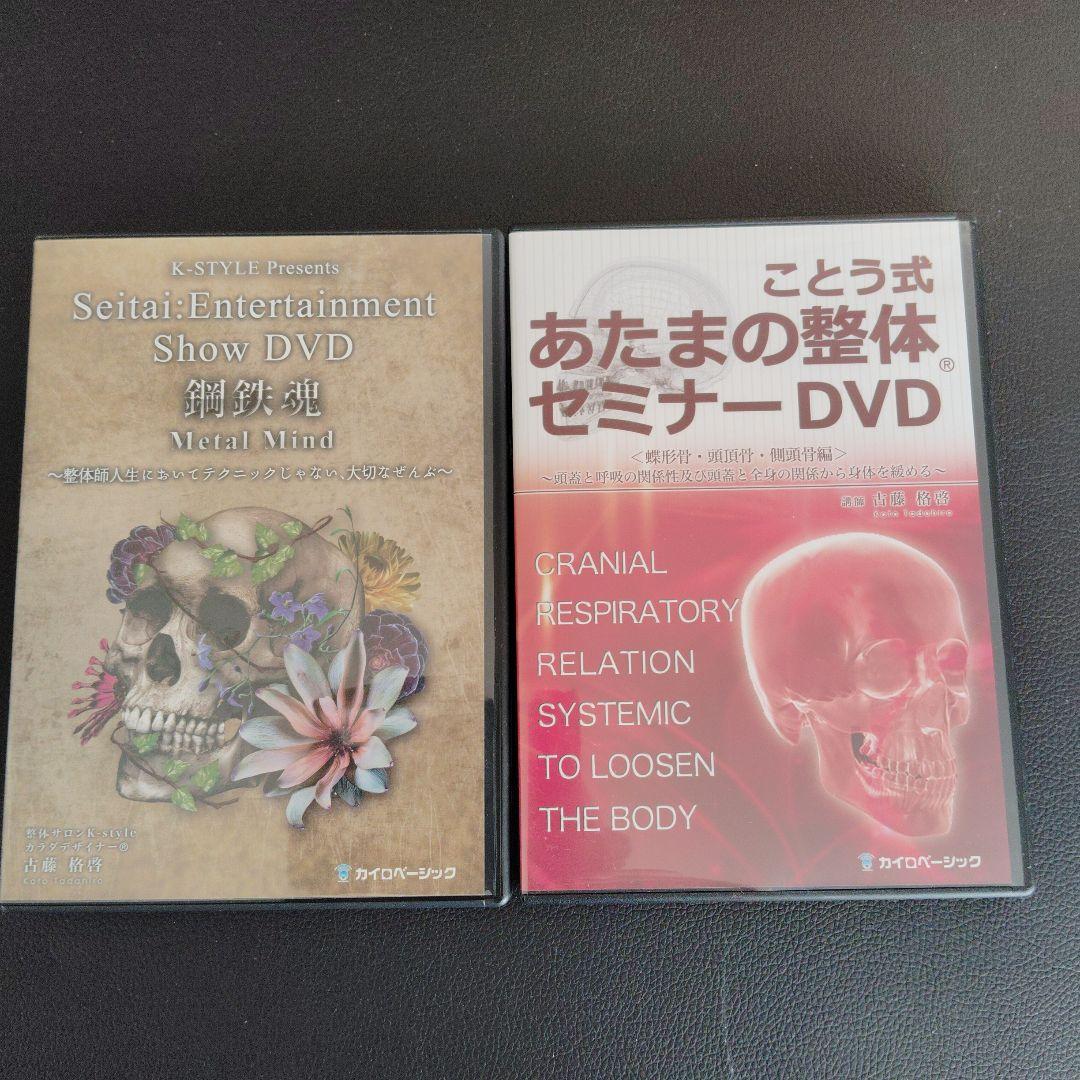 K-STYLE Presents
Seitai:Entertainment
Show DVD
鋼鉄魂
Metal Mind
～整体師人生においてテクニックじゃない、大切なぜんぶ～
整体サロンK-style
カラダデザイナー®
古藤 格啓
Koto Tadahiro
カイロベーシック
ことう式
あたまの整体®
セミナーDVD
＜蝶形骨・頭頂骨・側頭骨編＞
～頭蓋と呼吸の関係性及び頭蓋と全身の関係から身体を緩める～
講師 古藤 格啓
Koto Tadahiro
CRANIAL
RESPIRATORY
RELATION
SYSTEMIC
TO LOOSEN
THE BODY
カイロベーシック